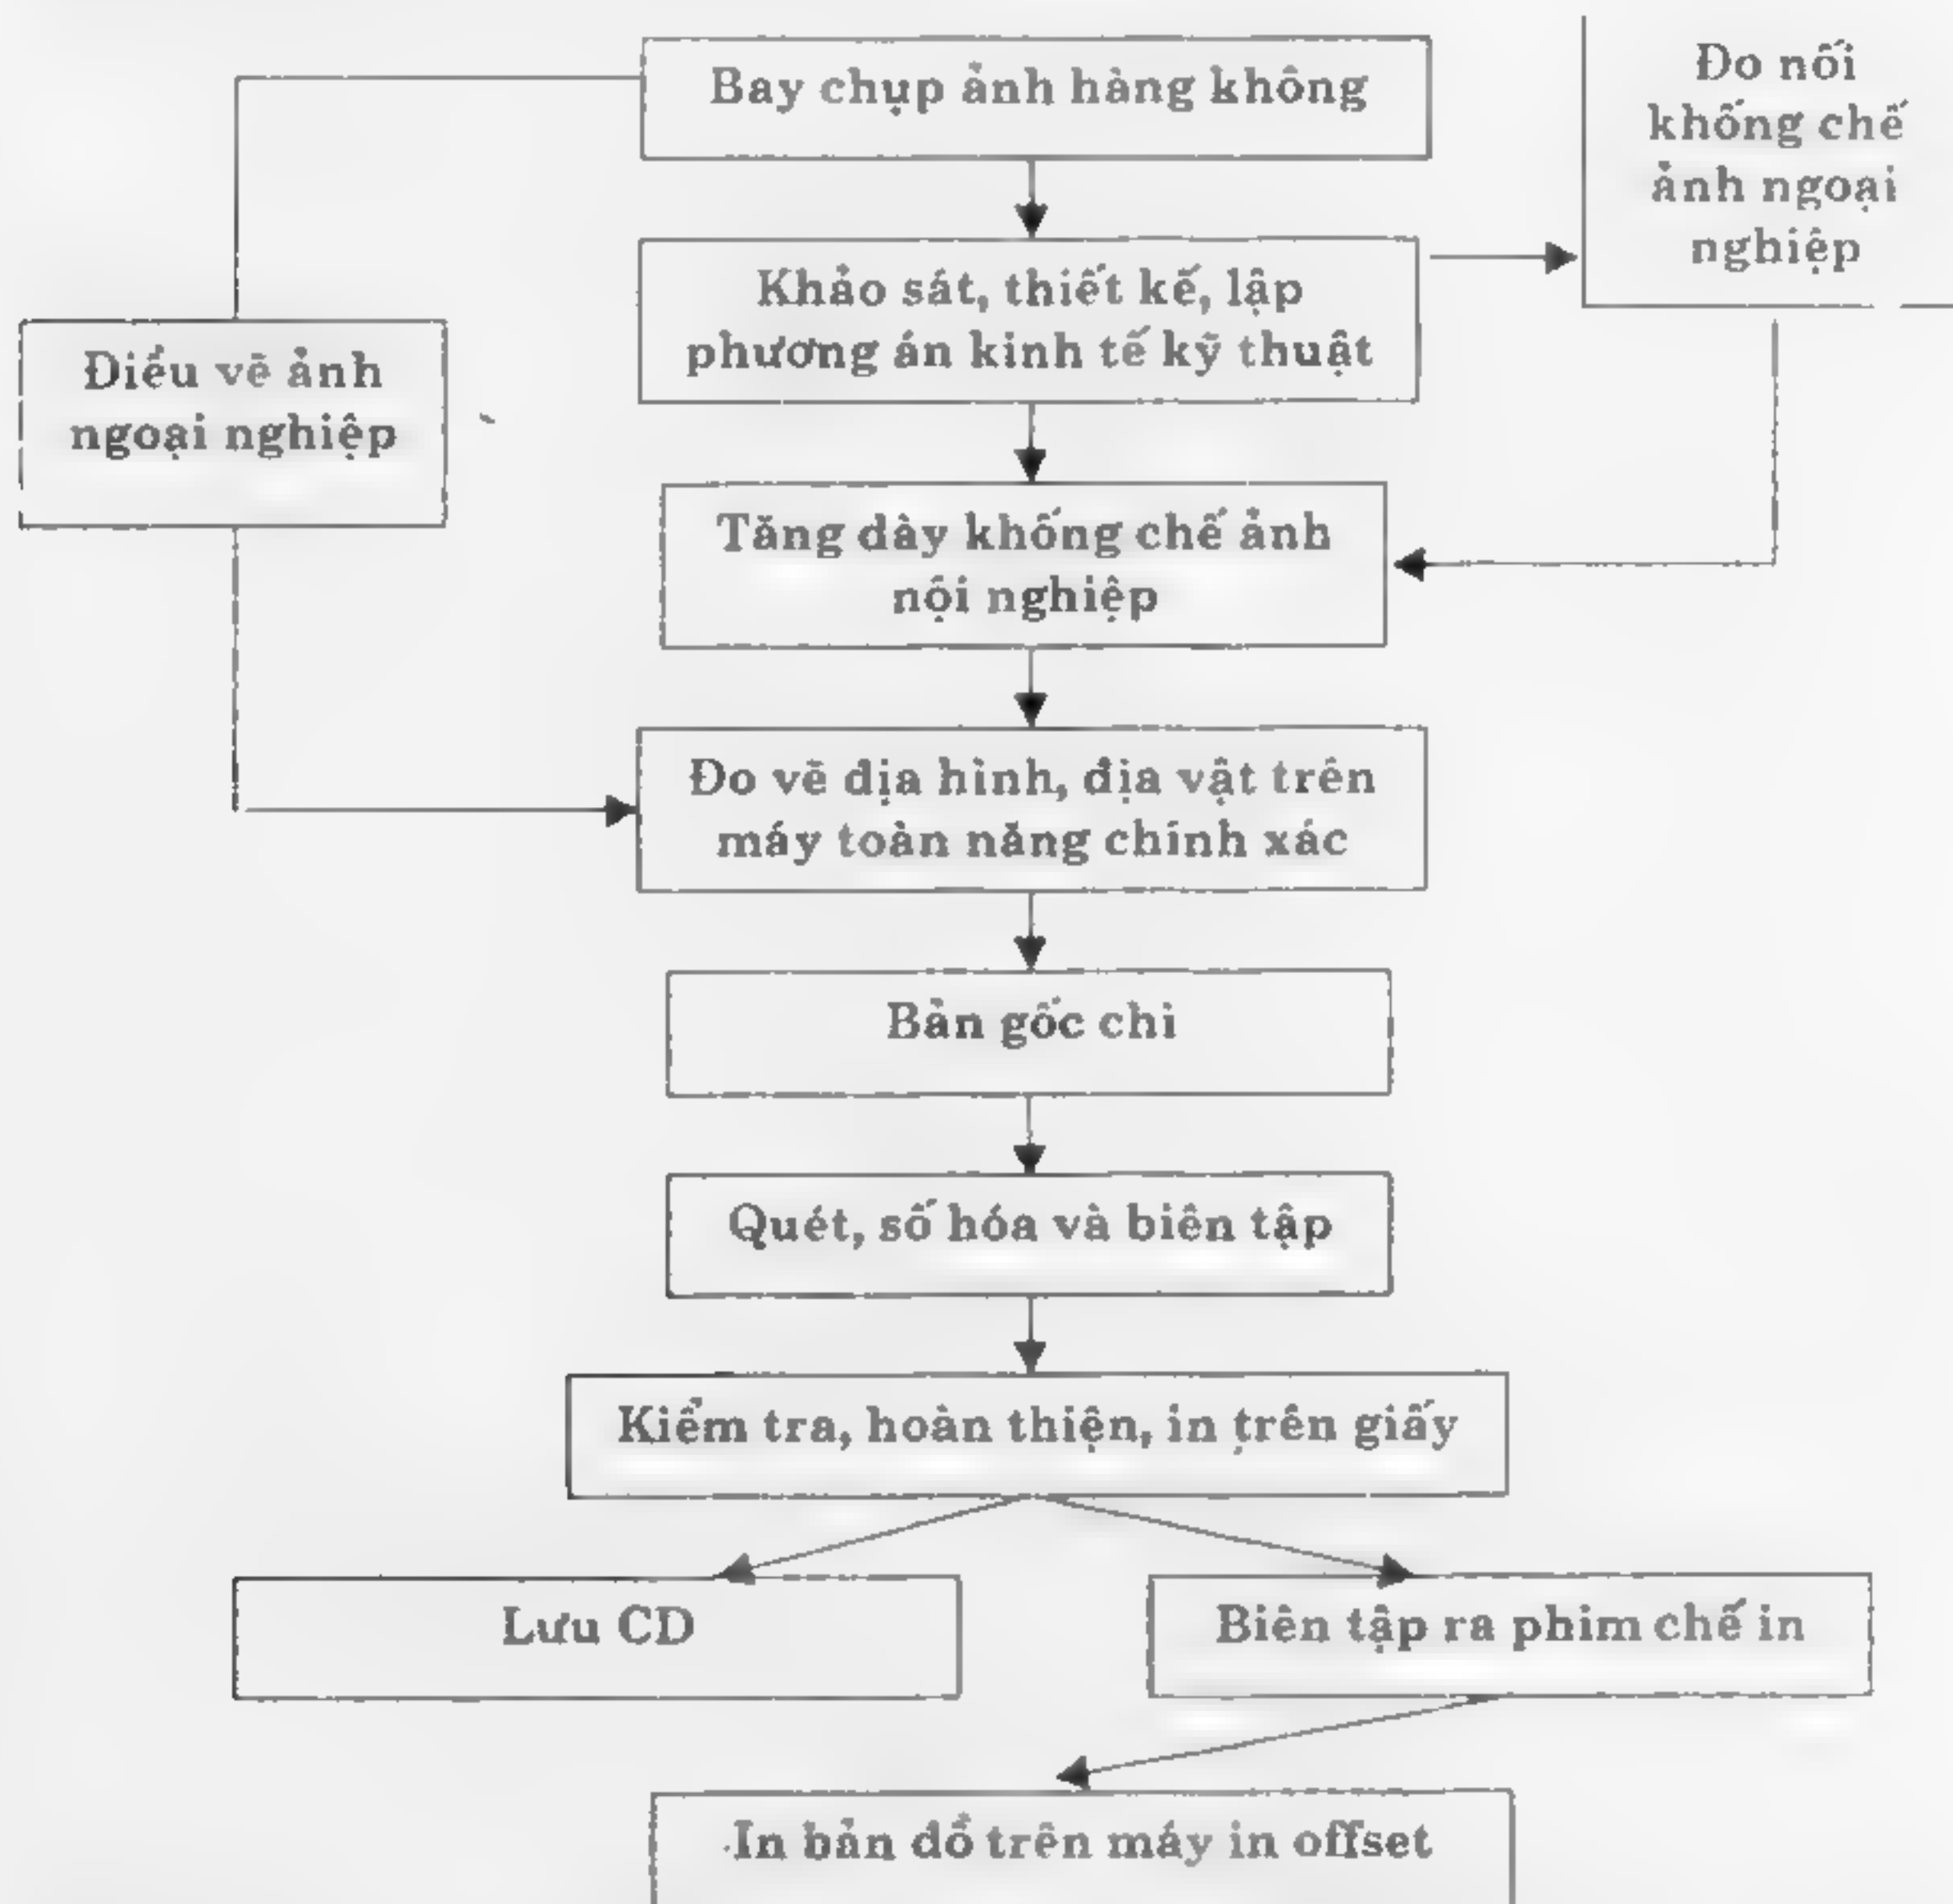 Bay chụp ảnh hàng không
Đo nối
khống chế
ảnh ngoại
nghiệp
Khảo sát, thiết kế, lập
phương án kinh tế kỹ thuật
Điều vẽ ảnh
ngoại nghiệp
Tăng dày khống chế ảnh
nội nghiệp
Đo vẽ địa hình, địa vật trên
máy toàn năng chính xác
Bản gốc chì
Quét, số hóa và biên tập
Kiểm tra, hoàn thiện, in trên giấy
Lưu CD
Biên tập ra phim chế in
In bản đồ trên máy in offset